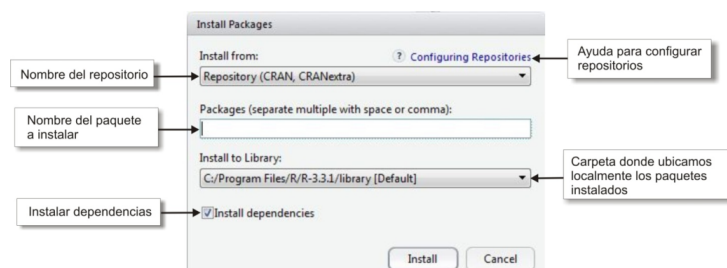 Install Packages
Install from:
? Configuring Repositories
Ayuda para configurar
repositorios
Nombre del repositorio
Repository (CRAN, CRANextra)
Packages (separate multiple with space or comma):
Nombre del paquete
a instalar
Install to Library:
C:/Program Files/R/R-3.3.1/library [Default]
Carpeta donde ubicamos
localmente los paquetes
instalados
Instalar dependencias
Install dependencies
Install
Cancel